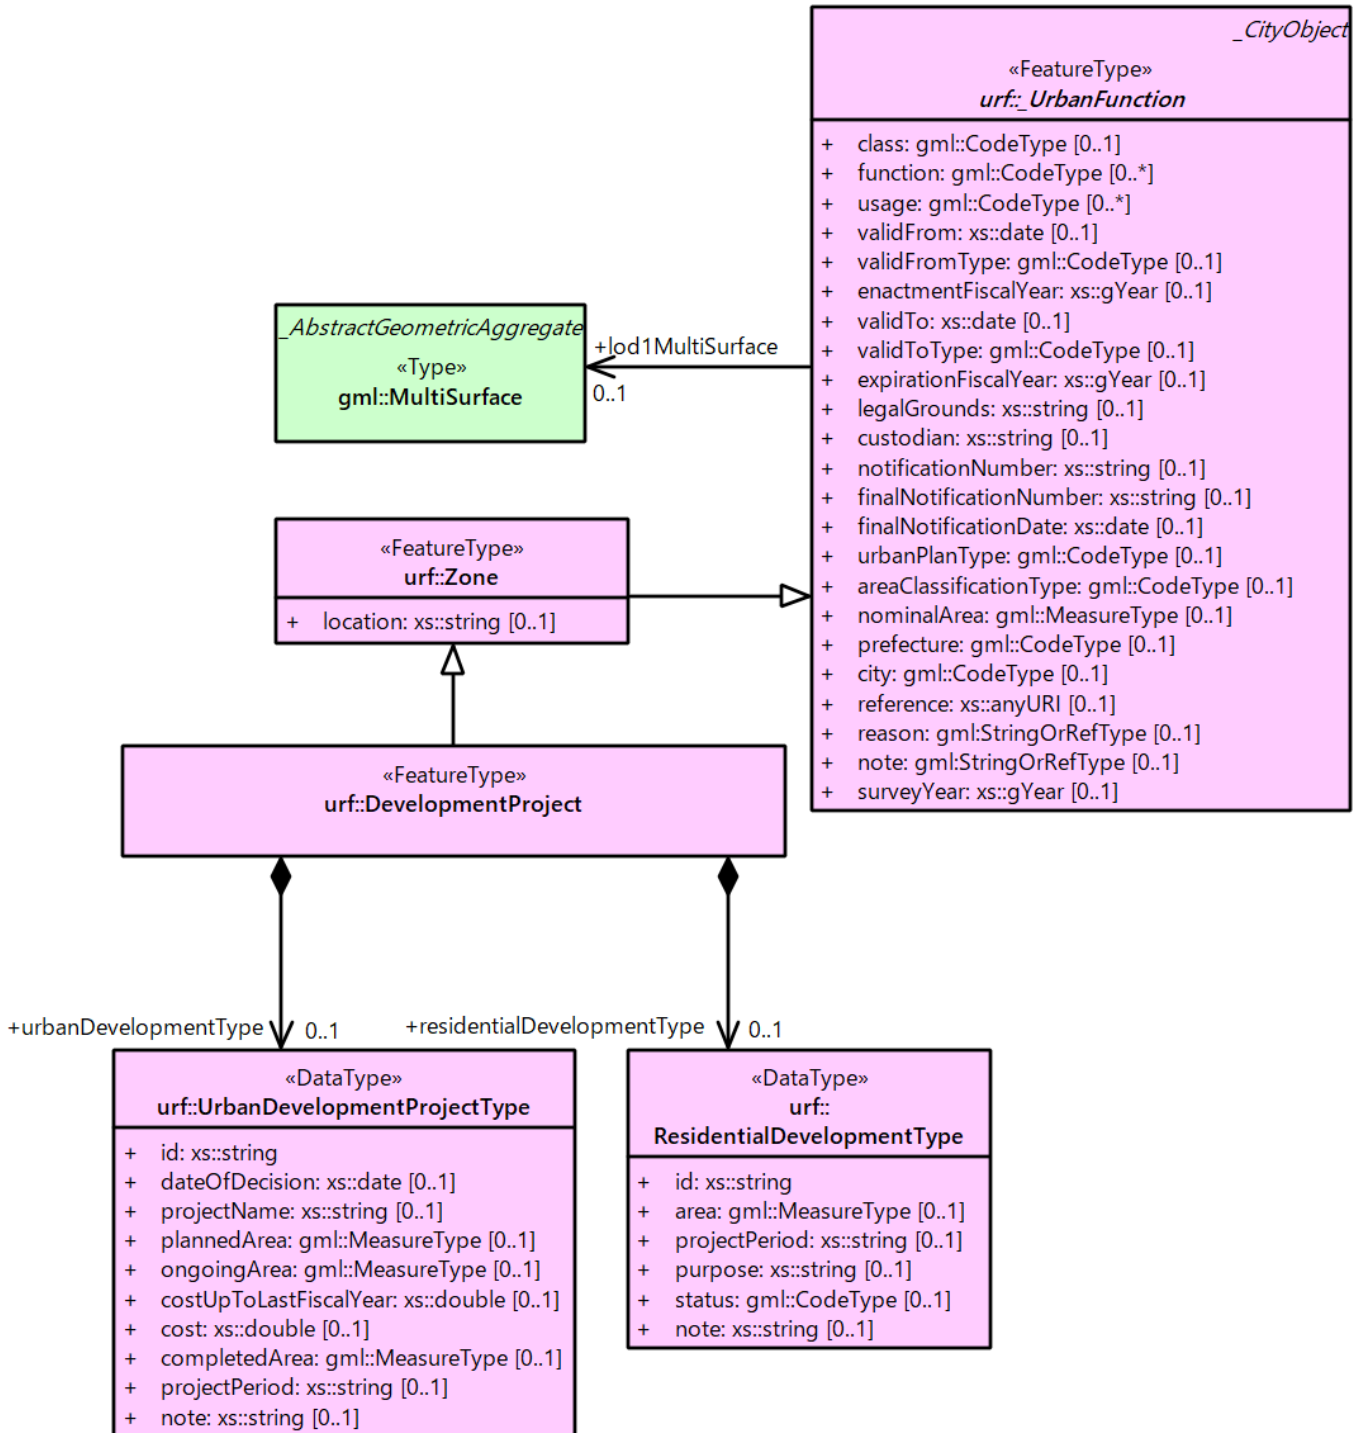 _CityObject
«FeatureType»
urf::_UrbanFunction
+ class: gml::CodeType [0..1]
+ function: gml::CodeType [0..*]
+ usage: gml::CodeType [0..*]
+ validFrom: xs::date [0..1]
+ validFromType: gml::CodeType [0..1]
+ enactmentFiscalYear: xs::gYear [0..1]
+ validTo: xs::date [0..1]
+ validToType: gml::CodeType [0..1]
+ expirationFiscalYear: xs::gYear [0..1]
+ legalGrounds: xs::string [0..1]
+ custodian: xs::string [0..1]
+ notificationNumber: xs::string [0..1]
+ finalNotificationNumber: xs::string [0..1]
+ finalNotificationDate: xs::date [0..1]
+ urbanPlanType: gml::CodeType [0..1]
+ areaClassificationType: gml::CodeType [0..1]
+ nominalArea: gml::MeasureType [0..1]
+ prefecture: gml::CodeType [0..1]
+ city: gml::CodeType [0..1]
+ reference: xs::anyURI [0..1]
+ reason: gml:StringOrRefType [0..1]
+ note: gml:StringOrRefType [0..1]
+ surveyYear: xs::gYear [0..1]
_AbstractGeometricAggregate
«Type»
gml::MultiSurface
+lod1MultiSurface
0..1
«FeatureType»
urf::Zone
+ location: xs::string [0..1]
«FeatureType»
urf::DevelopmentProject
+urbanDevelopmentType 0..1
+residentialDevelopmentType 0..1
«DataType»
urf::UrbanDevelopmentProjectType
+ id: xs::string
+ dateOfDecision: xs::date [0..1]
+ projectName: xs::string [0..1]
+ plannedArea: gml::MeasureType [0..1]
+ ongoingArea: gml::MeasureType [0..1]
+ costUpToLastFiscalYear: xs::double [0..1]
+ cost: xs::double [0..1]
+ completedArea: gml::MeasureType [0..1]
+ projectPeriod: xs::string [0..1]
+ note: xs::string [0..1]
«DataType»
urf::
ResidentialDevelopmentType
+ id: xs::string
+ area: gml::MeasureType [0..1]
+ projectPeriod: xs::string [0..1]
+ purpose: xs::string [0..1]
+ status: gml::CodeType [0..1]
+ note: xs::string [0..1]